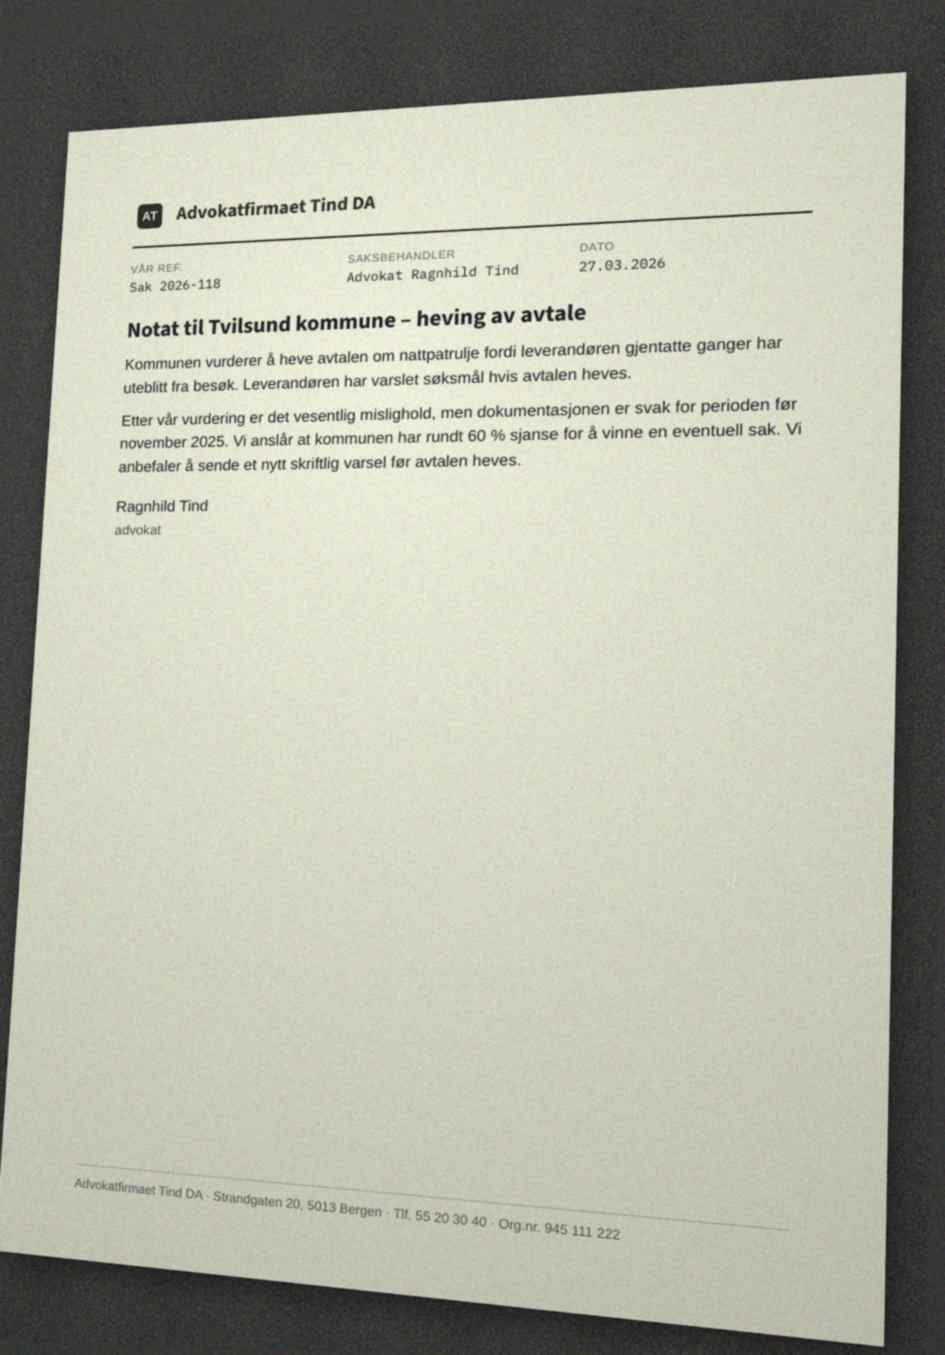 AT Advokatfirmaet Tind DA
VÅR REF. SAKSBEHANDLER DATO
Sak 2026-118 Advokat Ragnhild Tind 27.03.2026
Notat til Tvilsund kommune – heving av avtale
Kommunen vurderer å heve avtalen om nattpatrulje fordi leverandøren gjentatte ganger har
uteblitt fra besøk. Leverandøren har varslet søksmål hvis avtalen heves.
Etter vår vurdering er det vesentlig mislighold, men dokumentasjonen er svak for perioden før
november 2025. Vi anslår at kommunen har rundt 60 % sjanse for å vinne en eventuell sak. Vi
anbefaler å sende et nytt skriftlig varsel før avtalen heves.
Ragnhild Tind
advokat
Advokatfirmaet Tind DA · Strandgaten 20, 5013 Bergen · Tlf. 55 20 30 40 · Org.nr. 945 111 222